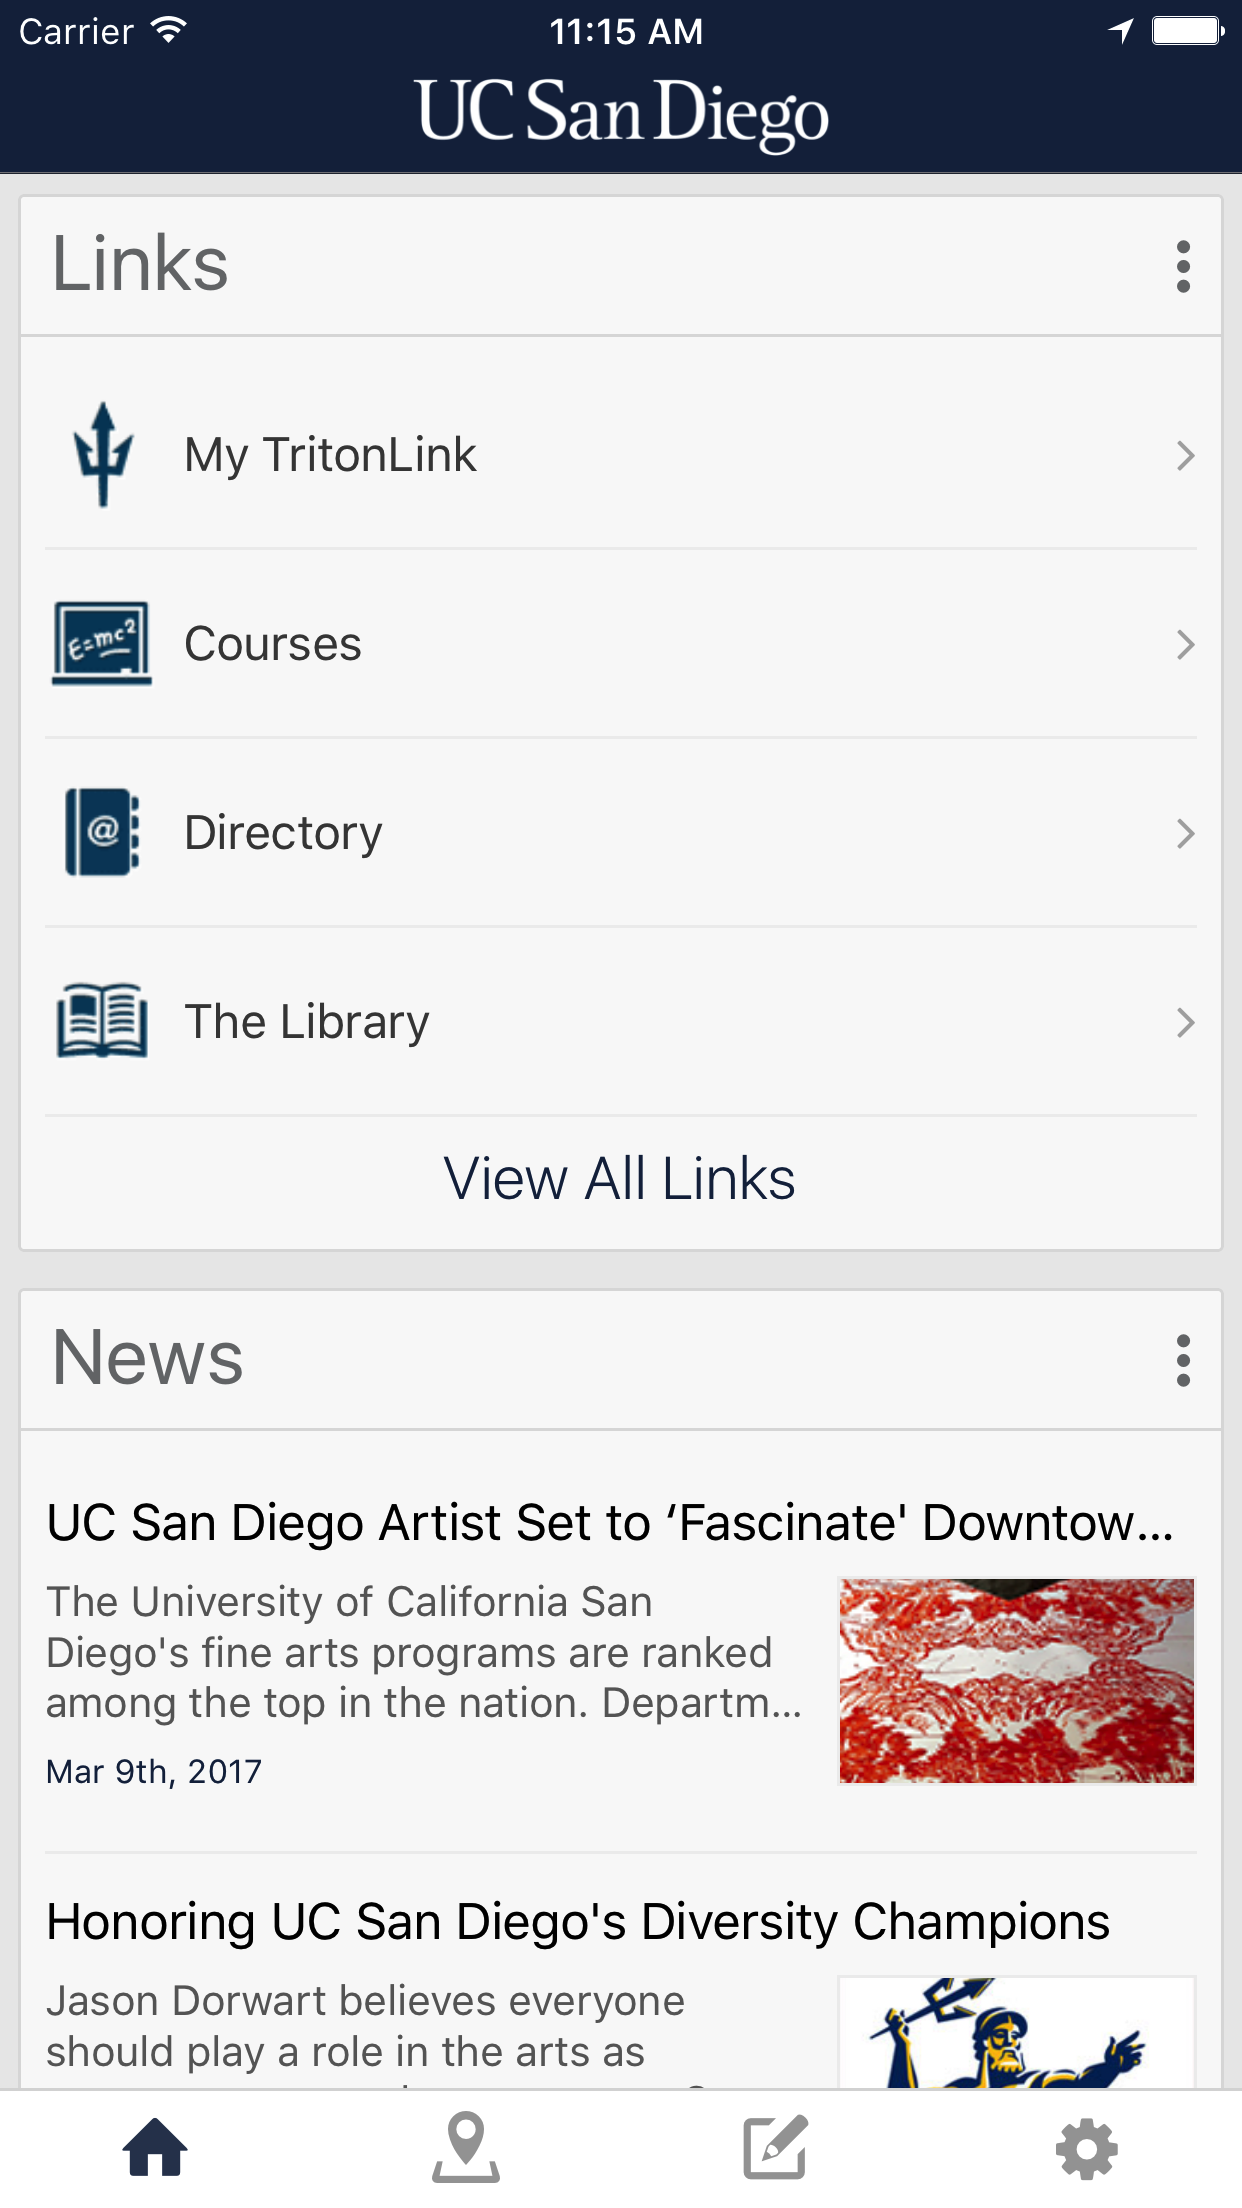 Carrier 11:15 AM
UC San Diego
Links
My TritonLink
E=mc²
Courses
@
Directory
The Library
View All Links
News
UC San Diego Artist Set to ‘Fascinate' Downtow...
The University of California San
Diego's fine arts programs are ranked
among the top in the nation. Departm...
Mar 9th, 2017
Honoring UC San Diego's Diversity Champions
Jason Dorwart believes everyone
should play a role in the arts as